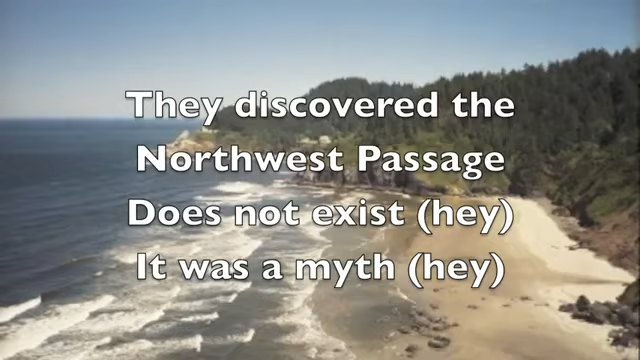 They discovered the
Northwest Passage
Does not exist (hey)
It was a myth (hey)